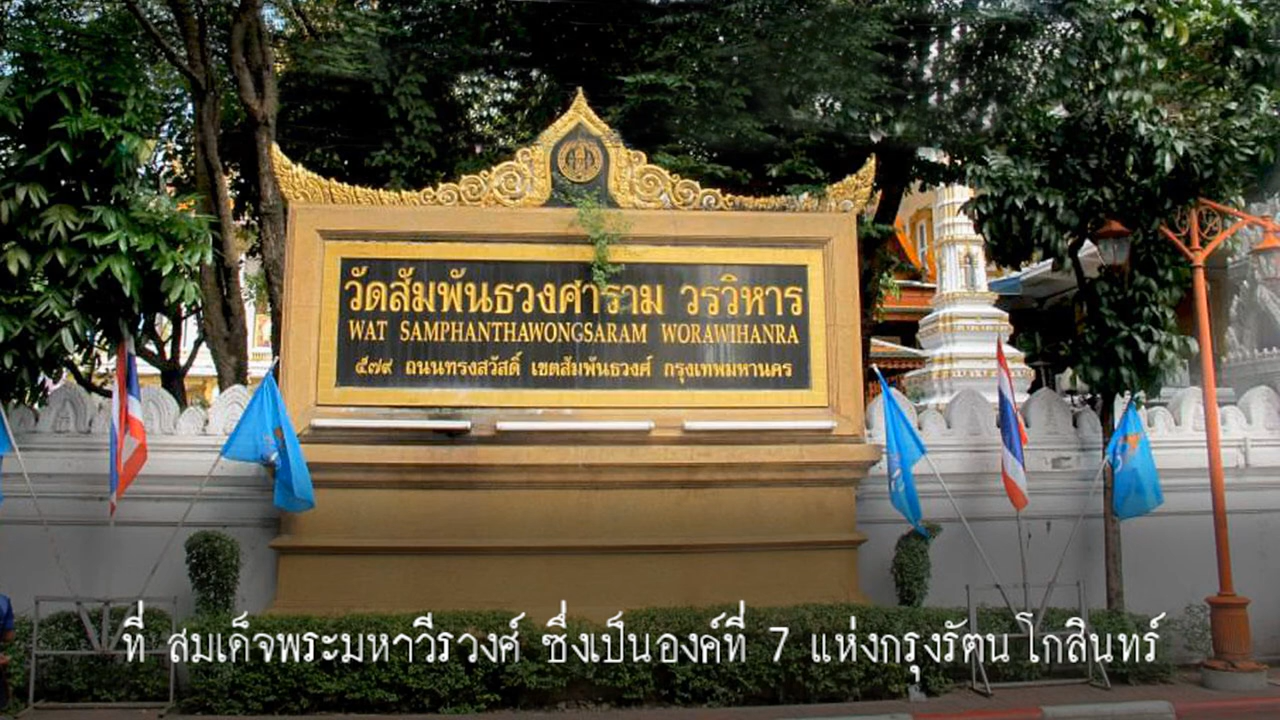 วัดสัมพันธวงศาราม วรวิหาร
WAT SAMPHANTHAWONGSARAM WORAWIHANRA
๕๗๙ ถนนทรงสวัสดิ์ เขตสัมพันธวงศ์ กรุงเทพมหานคร
ที่ สมเด็จพระมหาวีรวงศ์ ซึ่งเป็นองค์ที่ 7 แห่งกรุงรัตนโกสินทร์